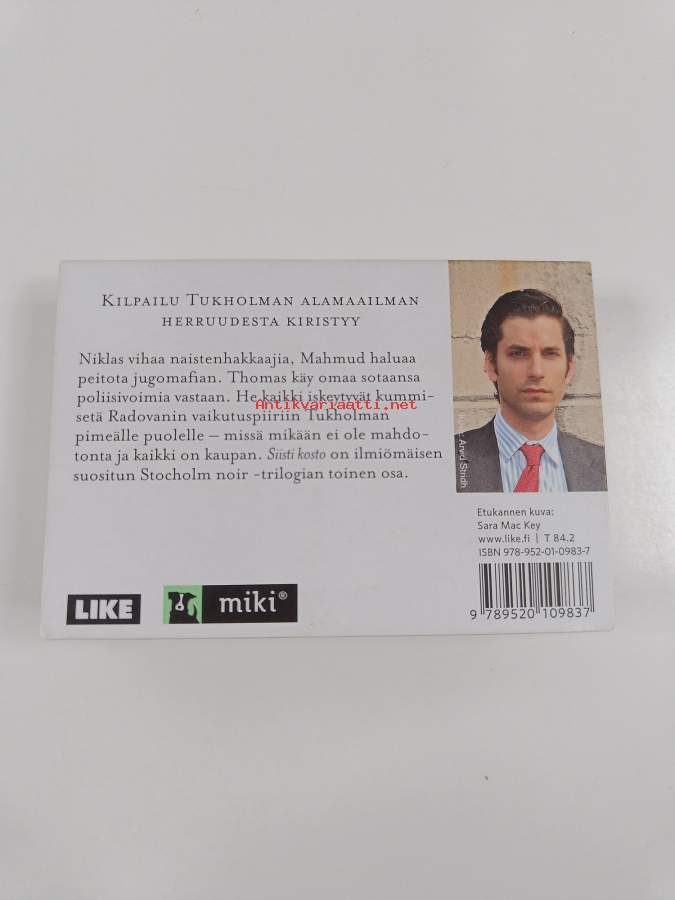 KILPAILU TUKHOLMAN ALAMAAILMAN
HERRUUDESTA KIRISTYY
Niklas vihaa naistenhakkaajia, Mahmud haluaa
peitota jugomafian. Thomas käy omaa sotaansa
poliisivoimia vastaan. He kaikki iskeytyvät kummi-
setä Radovanin vaikutuspiiriin Tukholman
Antikvariaatti.net
pimeälle puolelle – missä mikään ei ole mahdo-
tonta ja kaikki on kaupan. Siisti kosto on ilmiömäisen
suositun Stocholm noir -trilogian toinen osa.
Arvid Stridh
Etukannen kuva:
Sara Mac Key
www.like.fi | T 84.2
ISBN 978-952-01-0983-7
9 789520 109837
LIKE
miki®